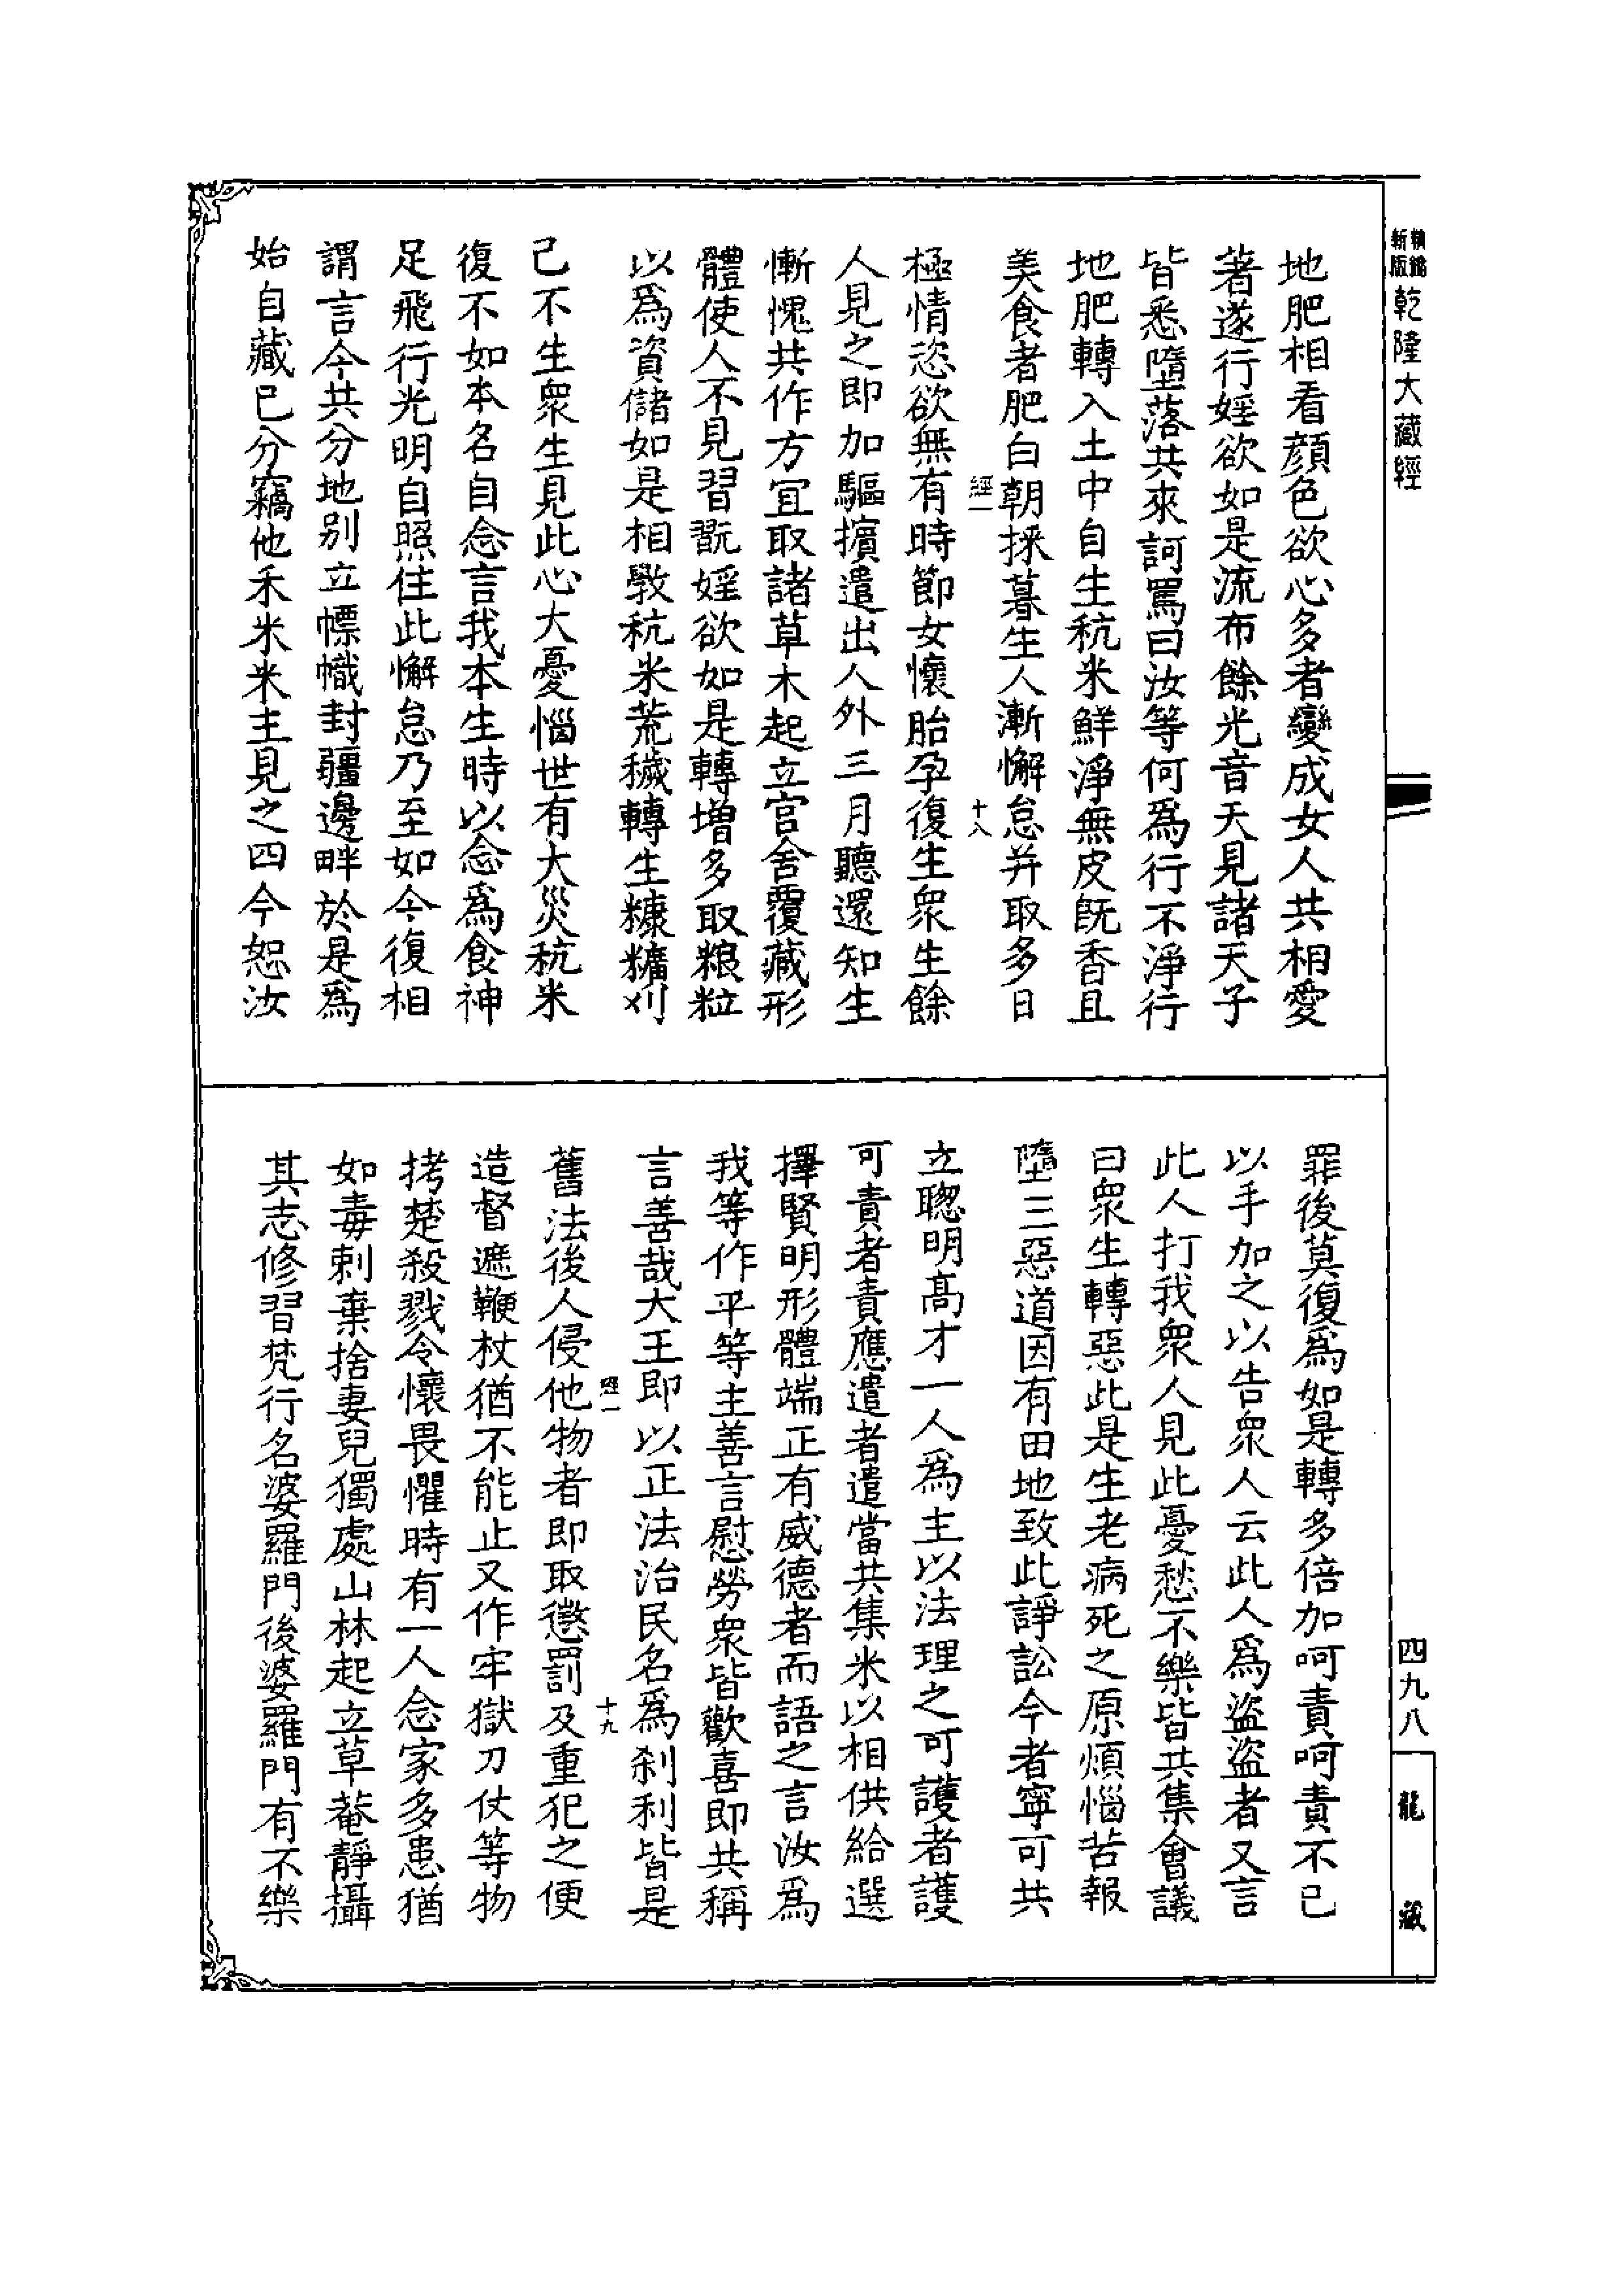 新版
乾隆大藏經
地肥相看顔色欲心多者變成女人共相愛
著遂行婬欲如是流布餘光音天見諸天子
皆悉墮落共來訶罵曰汝等何爲行不淨行
地肥轉入土中自生秔米鮮淨無皮旣香且
美食者肥白朝採暮生人漸懈怠并取多日
經一
十八
極情恣欲無有時節女懷胎孕復生衆生餘
人見之即加驅擯遣出人外三月聽還知生
慚愧共作方宜取諸草木起立宫舍覆藏形
體使人不見習翫婬欲如是轉增多取粮粒
以爲資儲如是相斆秔米荒穢轉生糠糩刈
已不生衆生見此心大憂惱世有大災秔米
復不如本各自念言我本生時以念爲食神
足飛行光明自照住此懈怠乃至如今復相
謂言今共分地别立幖幟封疆邊畔於是爲
始自藏已分竊他禾米米主見之四今恕汝
罪後莫復爲如是轉多倍加呵責呵責不已
以手加之以告衆人云此人爲盜盜者又言
此人打我衆人見此憂愁不樂皆共集會議
曰衆生轉惡此是生老病死之原煩惱苦報
墮三惡道因有田地致此諍訟今者寧可共
立聰明高才一人爲主以法理之可護者護
可責者責應遣者遣當共集米以相供給選
擇賢明形體端正有威德者而語之言汝爲
我等作平等主善言慰勞衆皆歡喜即共稱
言善哉大王即以正法治民名爲刹利皆是
經一
十九
舊法後人侵他物者即取懲罰及重犯之便
造督遮鞭杖猶不能止又作牢獄刀仗等物
拷楚殺戮令懷畏懼時有一人念家多患猶
如毒刺棄捨妻兒獨處山林起立草菴靜攝
其志修習梵行名婆羅門後婆羅門有不樂
四九八
龍藏